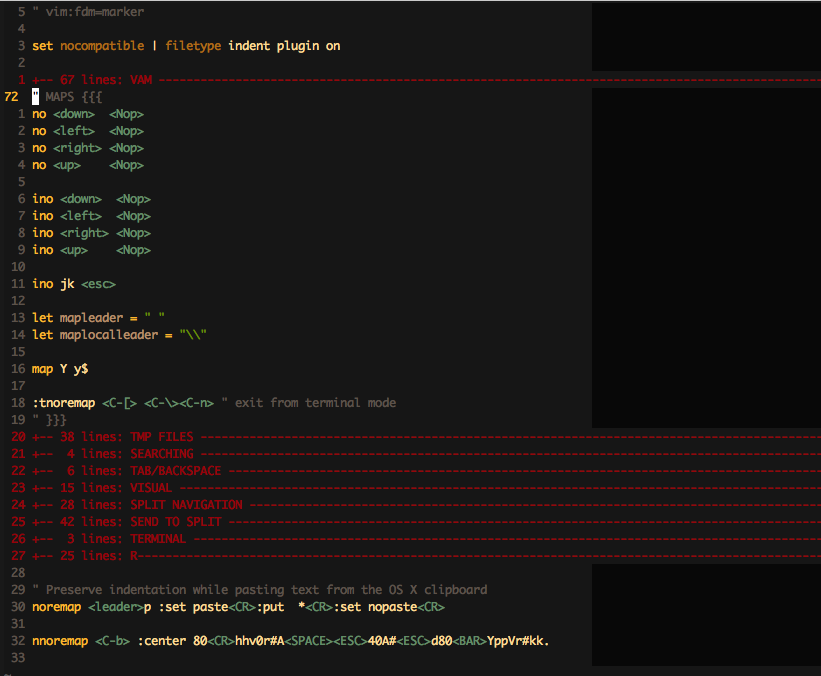 5 " vim:fdm=marker
4
3 set nocompatible | filetype indent plugin on
2
1 +-- 67 lines: VAM ----------------------------------------------------------------------------------------------
72 " MAPS {{{
1 no <down>  <Nop>
2 no <left>  <Nop>
3 no <right> <Nop>
4 no <up>    <Nop>
5
6 ino <down>  <Nop>
7 ino <left>  <Nop>
8 ino <right> <Nop>
9 ino <up>    <Nop>
10
11 ino jk <esc>
12
13 let mapleader = " "
14 let maplocalleader = "\\"
15
16 map Y y$
17
18 :tnoremap <C-[> <C-\><C-n> " exit from terminal mode
19 " }}}
20 +-- 38 lines: TMP FILES ----------------------------------------------------------------------------------------
21 +--  4 lines: SEARCHING ----------------------------------------------------------------------------------------
22 +--  6 lines: TAB/BACKSPACE ------------------------------------------------------------------------------------
23 +-- 15 lines: VISUAL -------------------------------------------------------------------------------------------
24 +-- 28 lines: SPLIT NAVIGATION ---------------------------------------------------------------------------------
25 +-- 42 lines: SEND TO SPLIT ------------------------------------------------------------------------------------
26 +--  3 lines: TERMINAL -----------------------------------------------------------------------------------------
27 +-- 25 lines: R-------------------------------------------------------------------------------------------------
28
29 " Preserve indentation while pasting text from the OS X clipboard
30 noremap <leader>p :set paste<CR>:put  *<CR>:set nopaste<CR>
31
32 nnoremap <C-b> :center 80<CR>hhv0r#A<SPACE><ESC>40A#<ESC>d80<BAR>YppVr#kk.
33
~